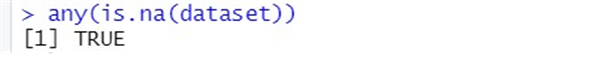 > any(is.na(dataset))
[1] TRUE